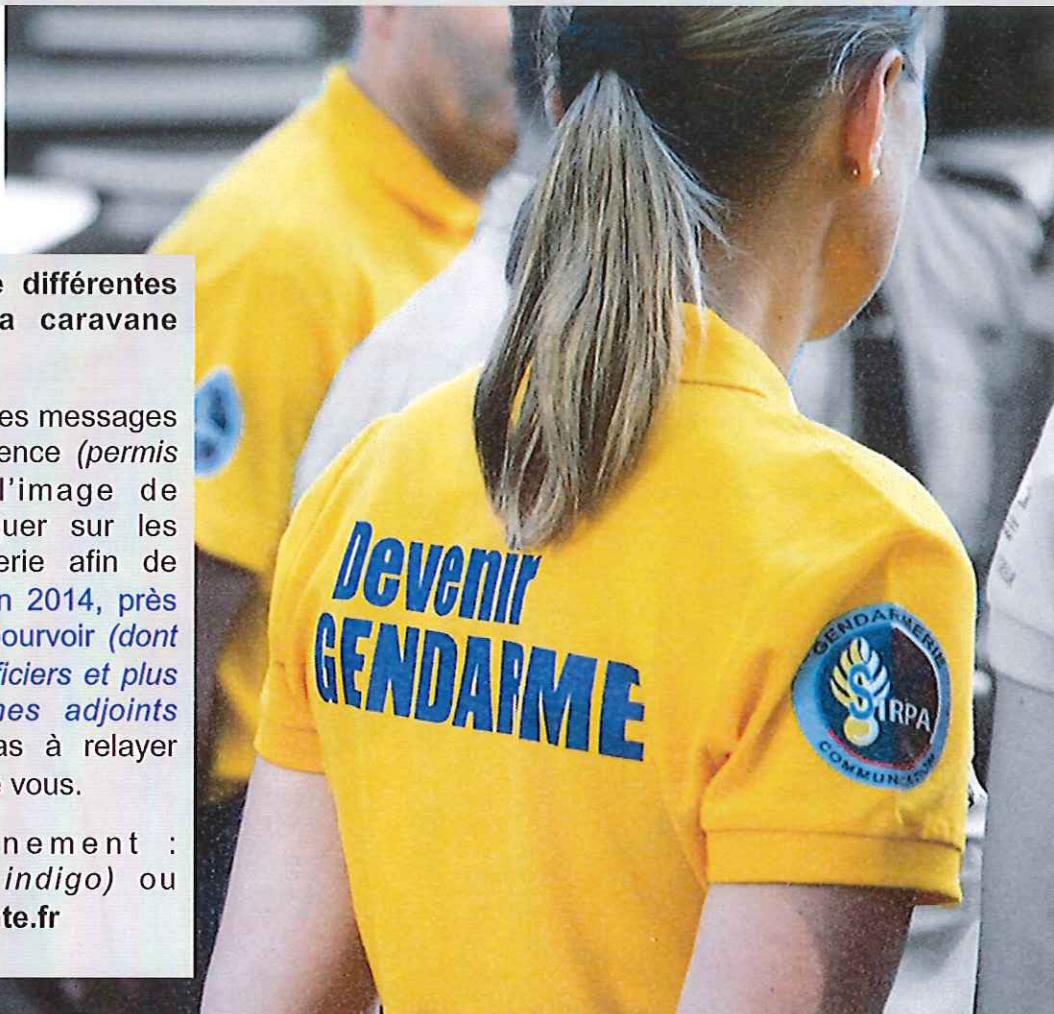 différentes
a caravane
es messages
ence (permis
l'image de
uer sur les
erie afin de
n 2014, près
ourvoir (dont
ficiers et plus
nes adjoints
as à relayer
e vous.
nement :
indigo) ou
te.fr
Devenir
GENDARME
GENDARMERIE
SIRPA
COMMUNICATION